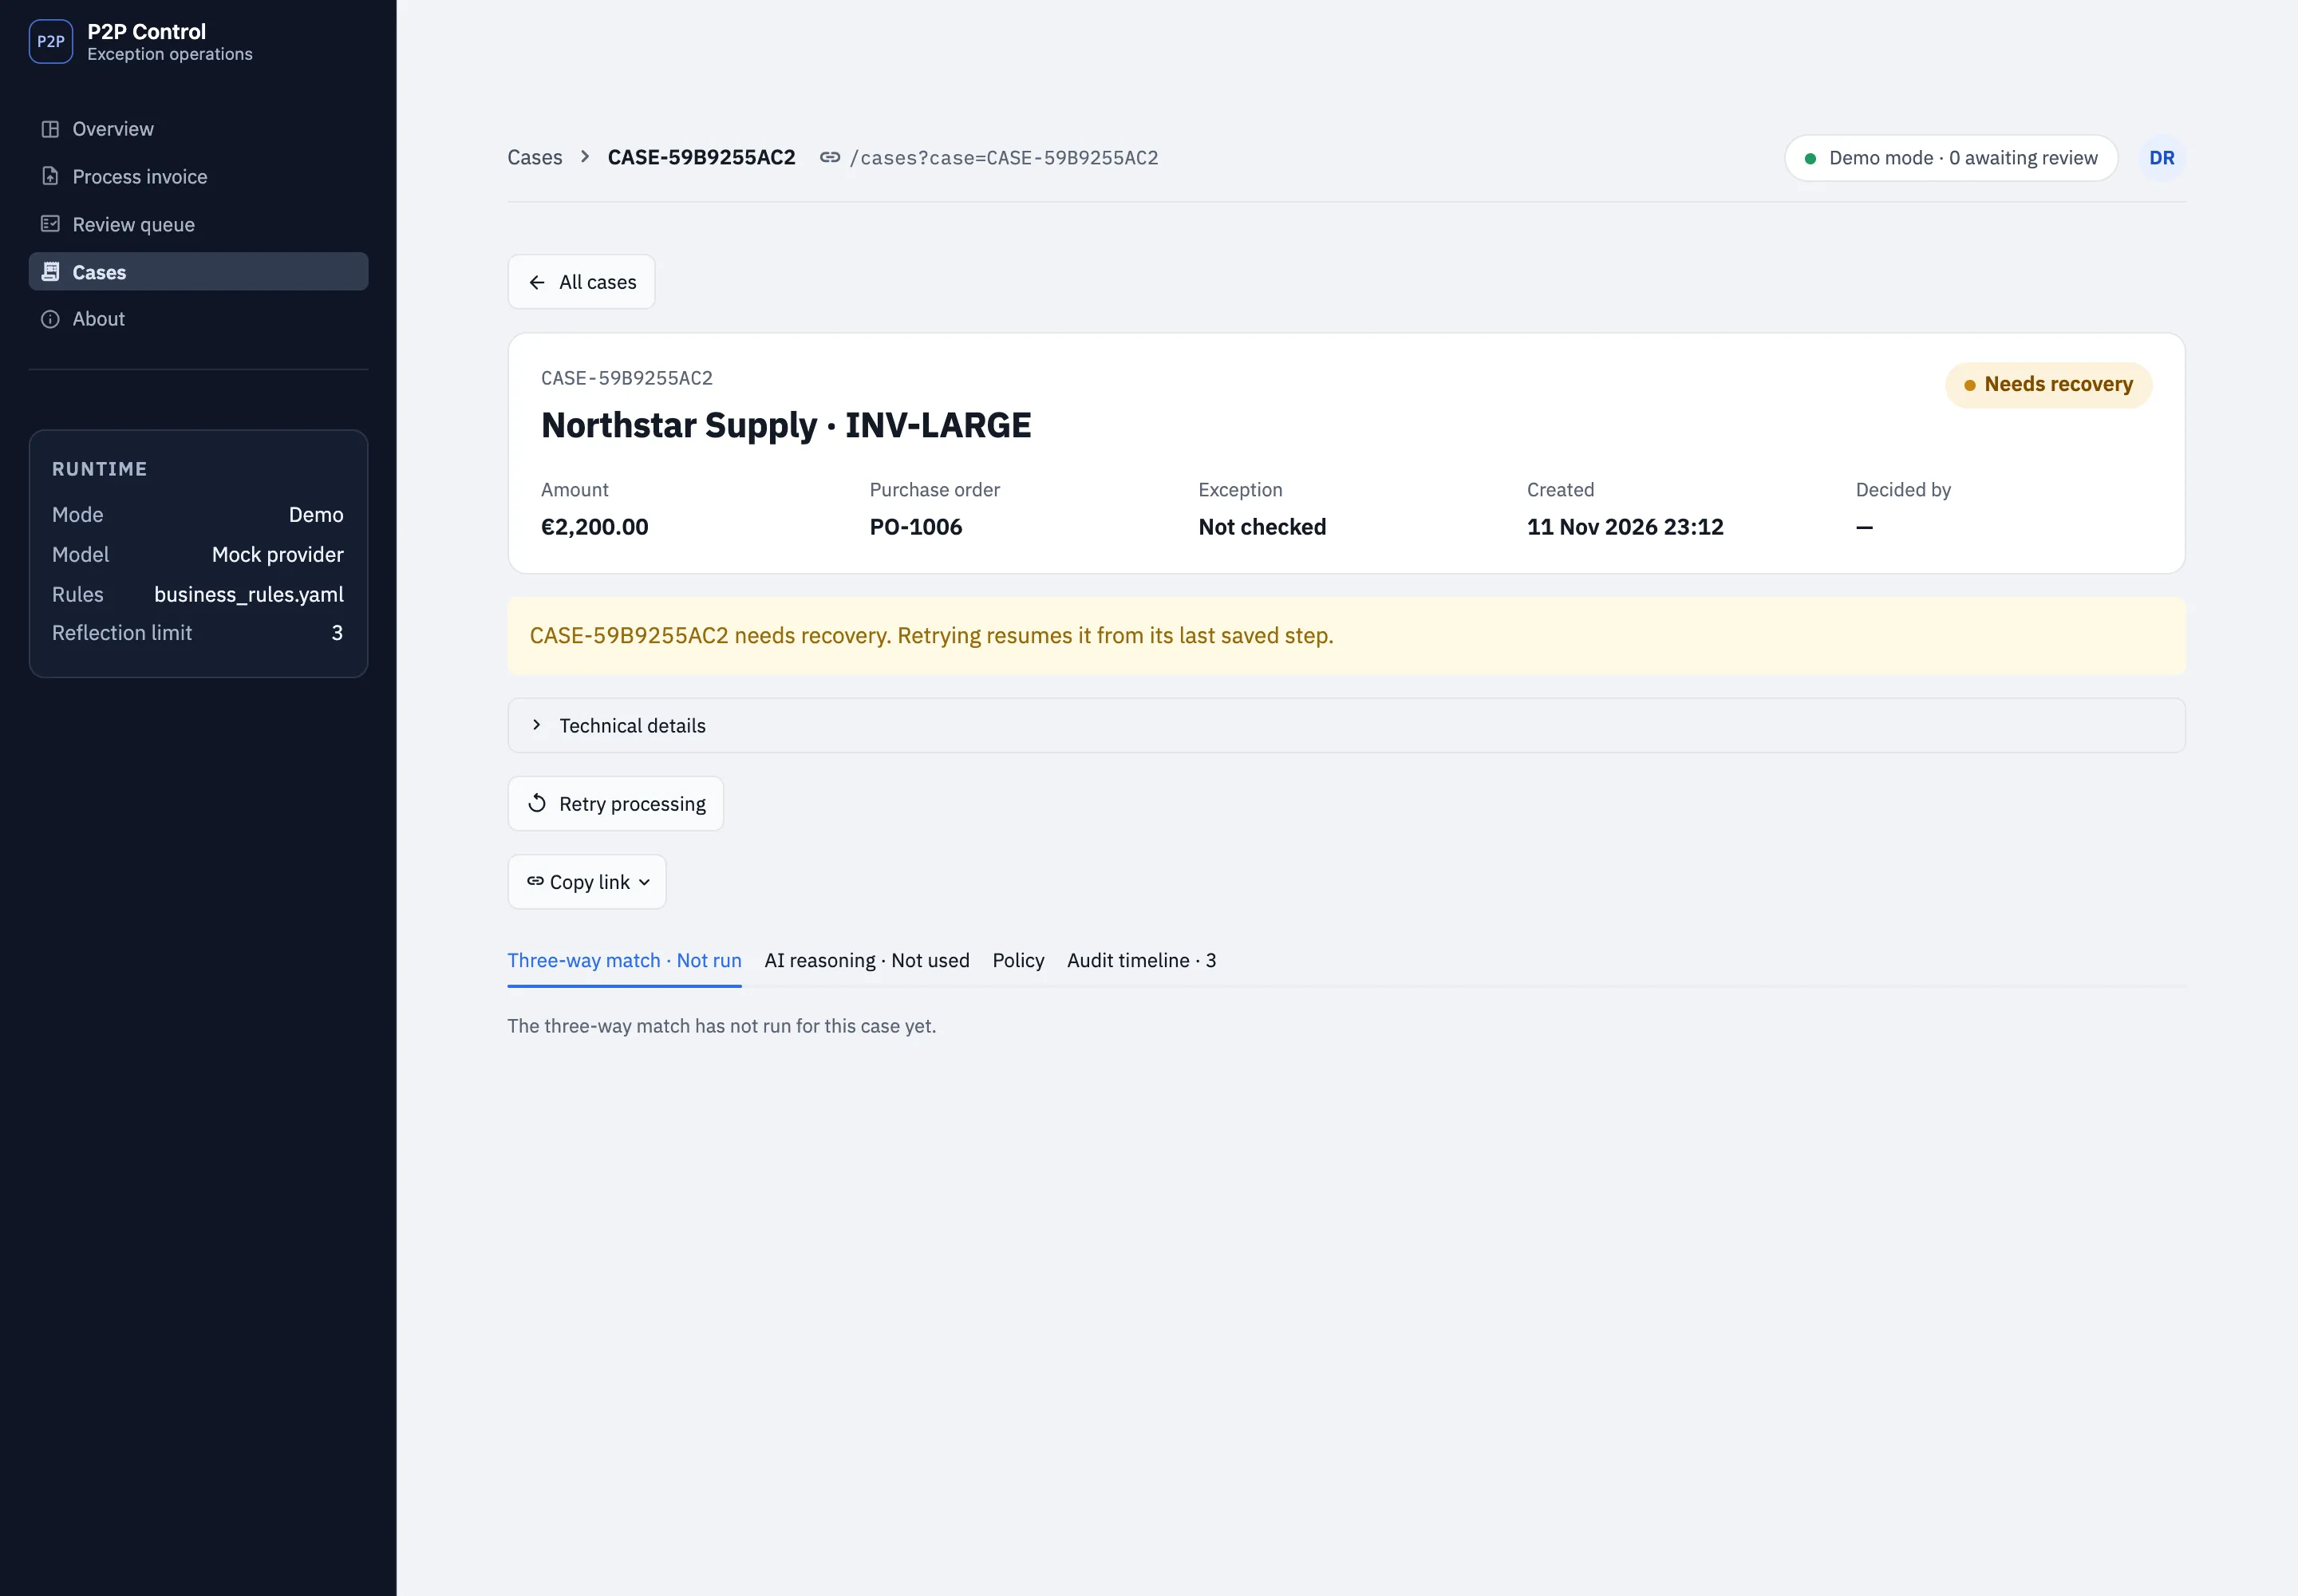 P2P
P2P Control
Exception operations
Overview
Process invoice
Review queue
Cases
About
RUNTIME
Mode Demo
Model Mock provider
Rules business_rules.yaml
Reflection limit 3
Cases > CASE-59B9255AC2 /cases?case=CASE-59B9255AC2
Demo mode · 0 awaiting review
DR
← All cases
CASE-59B9255AC2
Needs recovery
Northstar Supply · INV-LARGE
Amount Purchase order Exception Created Decided by
€2,200.00 PO-1006 Not checked 11 Nov 2026 23:12 —
CASE-59B9255AC2 needs recovery. Retrying resumes it from its last saved step.
Technical details
Retry processing
Copy link
Three-way match · Not run AI reasoning · Not used Policy Audit timeline · 3
The three-way match has not run for this case yet.